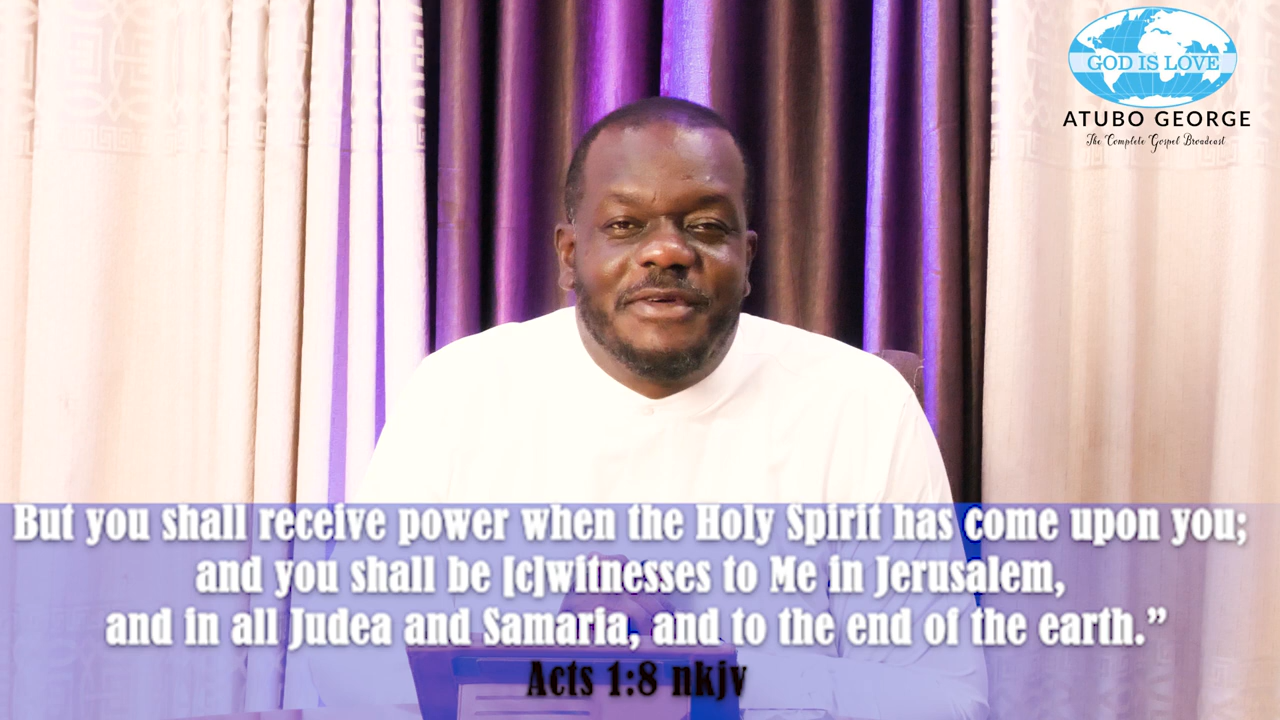 GOD IS LOVE
ATUBO GEORGE
The Complete Gospel Broadcast
But you shall receive power when the Holy Spirit has come upon you;
and you shall be [c]witnesses to Me in Jerusalem,
and in all Judea and Samaria, and to the end of the earth.”
Acts 1:8 nkjv